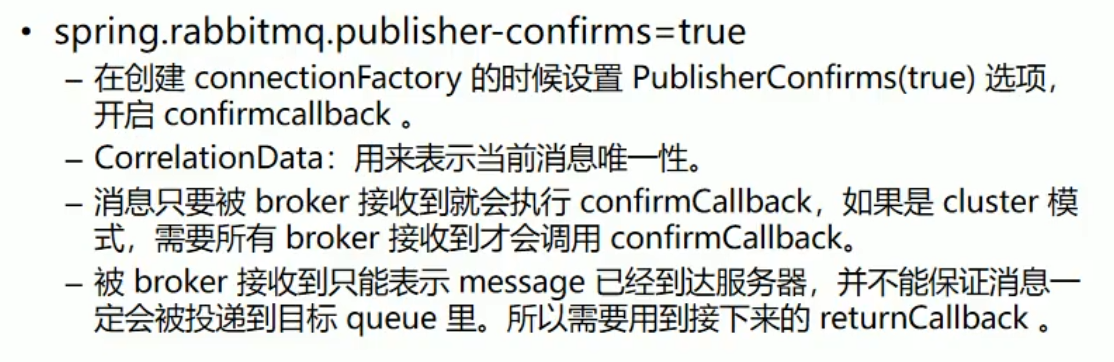 • spring.rabbitmq.publisher-confirms=true
– 在创建 connectionFactory 的时候设置 PublisherConfirms(true) 选项，
开启 confirmcallback 。
– CorrelationData：用来表示当前消息唯一性。
– 消息只要被 broker 接收到就会执行 confirmCallback，如果是 cluster 模
式，需要所有 broker 接收到才会调用 confirmCallback。
– 被 broker 接收到只能表示 message 已经到达服务器，并不能保证消息一
定会被投递到目标 queue 里。所以需要用到接下来的 returnCallback 。